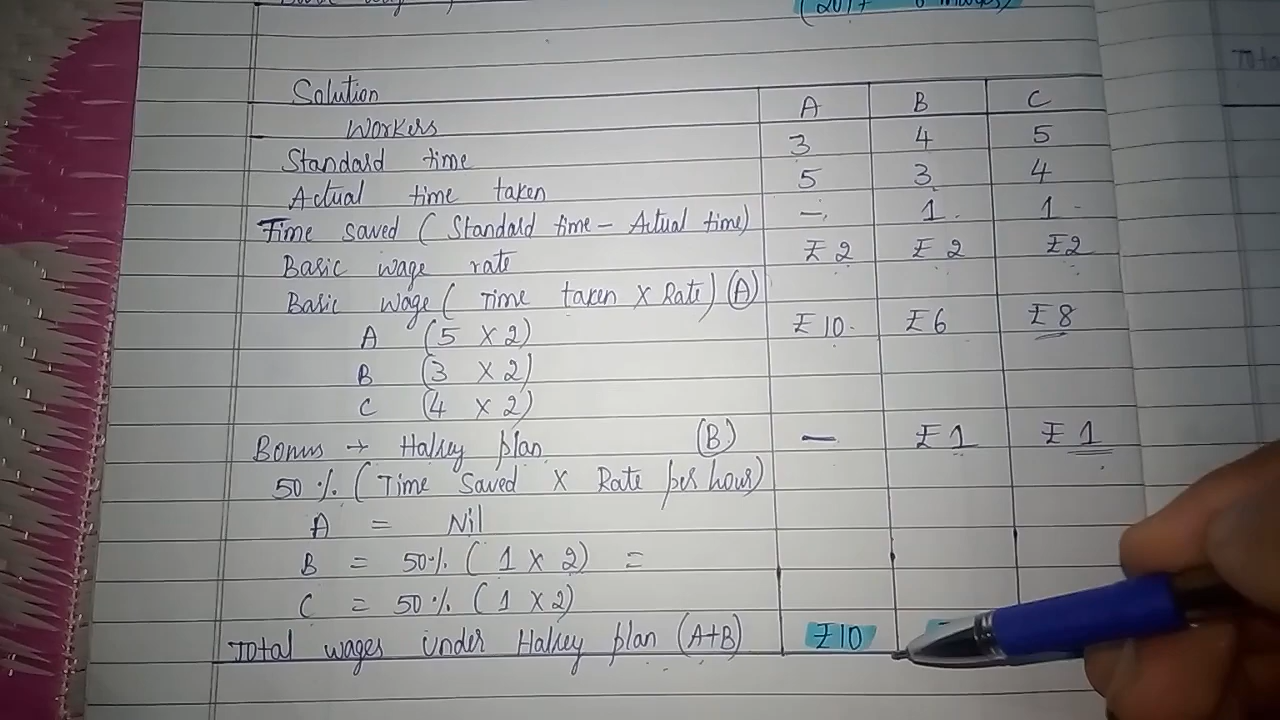 (2017
Solution
Workers A B C
Standard time 3 4 5
Actual time taken 5 3 4
Time saved ( Standard time - Actual time) — 1 1
Basic wage rate ₹2 ₹2 ₹2
Basic wage ( Time taken X Rate) (A)
A (5 X 2) ₹10 ₹6 ₹8
B (3 X 2)
C (4 X 2)
Bonus → Halsey plan (B) — ₹1 ₹1
50 % ( Time Saved X Rate per hour)
A = Nil
B = 50% ( 1 X 2) =
C = 50% ( 1 X 2)
Total wages under Halsey plan (A+B) ₹10